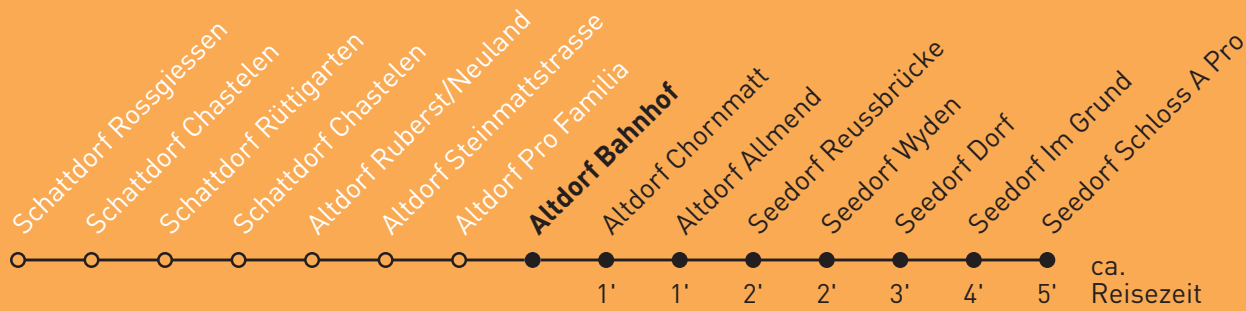 Schattdorf Rossgiessen
Schattdorf Chastelen
Schattdorf Rüttigarten
Schattdorf Chastelen
Altdorf Ruberst/Neuland
Altdorf Steinmattstrasse
Altdorf Pro Familia
Altdorf Bahnhof
Altdorf Chornmatt
Altdorf Allmend
Seedorf Reussbrücke
Seedorf Wyden
Seedorf Dorf
Seedorf Im Grund
Seedorf Schloss A Pro
1' 1' 2' 2' 3' 4' 5'
ca.
Reisezeit